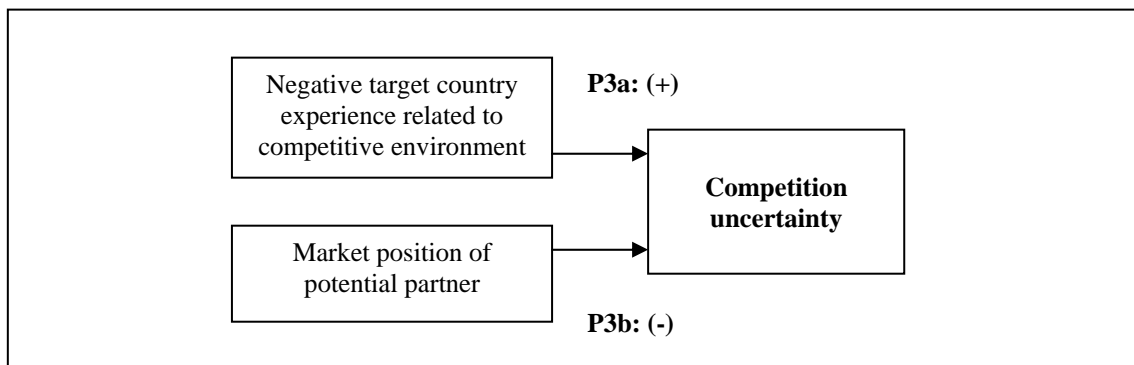 Negative target country
experience related to
competitive environment
P3a: (+)
Competition
uncertainty
Market position of
potential partner
P3b: (-)